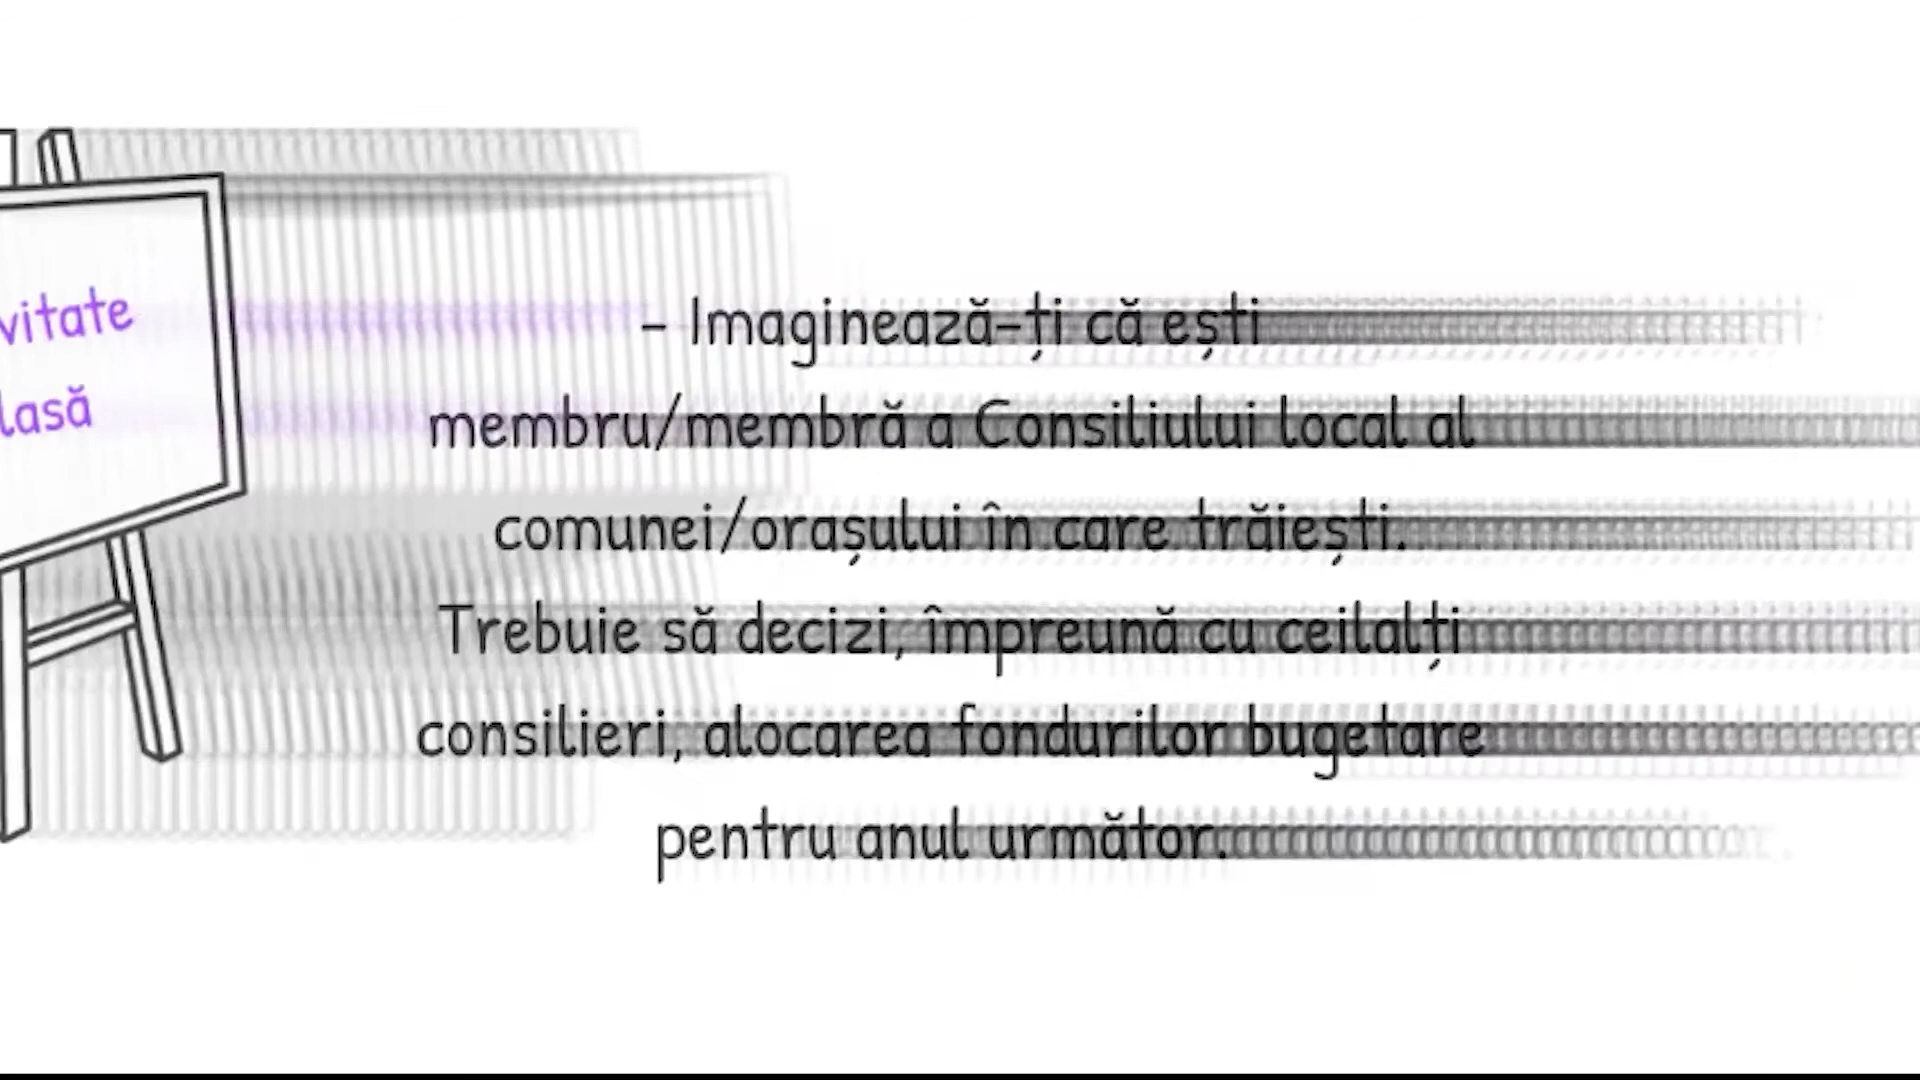 vitate
lasă
- Imaginează-ți că ești
membru/membră a Consiliului local al
comunei/orașului în care trăiești.
Trebuie să decizi, împreună cu ceilalți
consilieri, alocarea fondurilor bugetare
pentru anul următor.